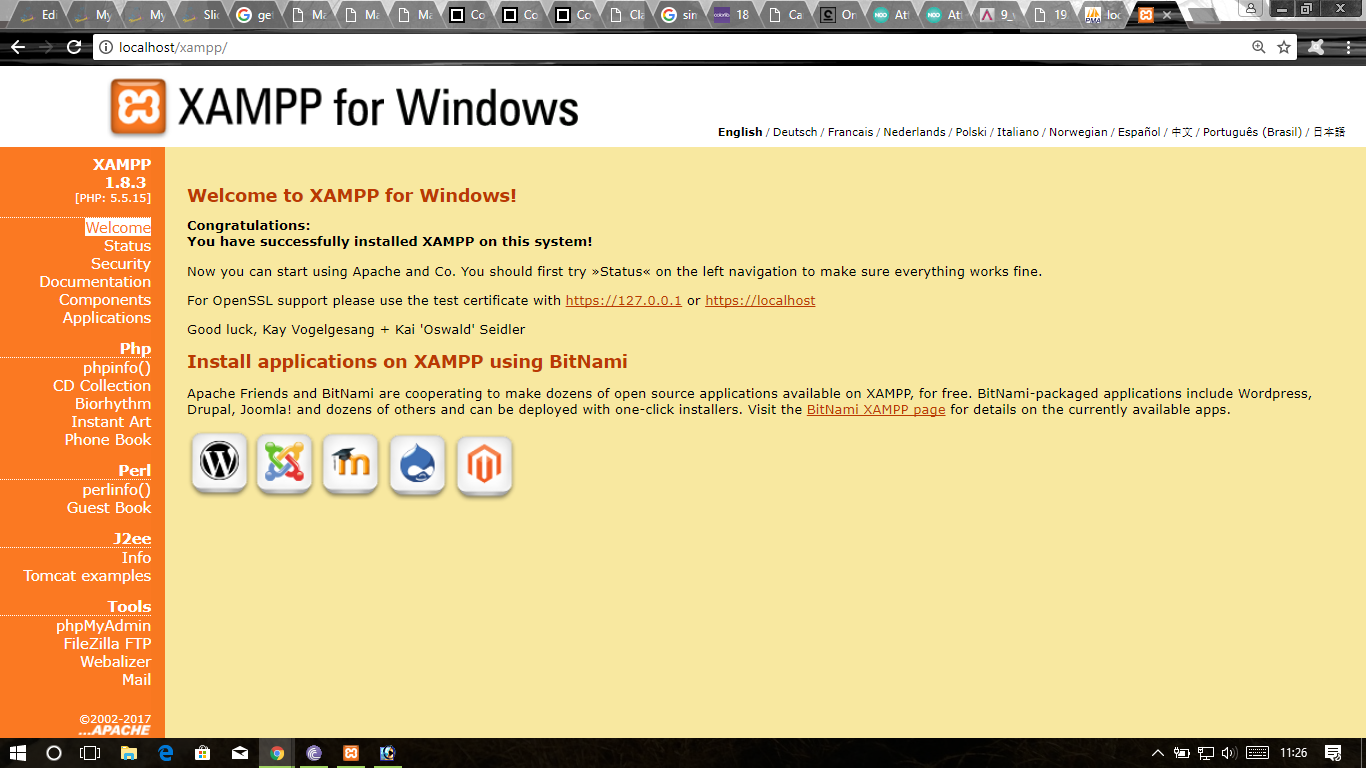 Edi
My
My
Slic
get
Ma
Ma
Ma
Co
Co
Co
Cla
sin
18
Ca
On
Att
Att
9_
19
loc
localhost/xampp/
XAMPP for Windows
English / Deutsch / Francais / Nederlands / Polski / Italiano / Norwegian / Español / 中文 / Português (Brasil) / 日本語
XAMPP
1.8.3
[PHP: 5.5.15]
Welcome
Status
Security
Documentation
Components
Applications
Php
phpinfo()
CD Collection
Biorhythm
Instant Art
Phone Book
Perl
perlinfo()
Guest Book
J2ee
Info
Tomcat examples
Tools
phpMyAdmin
FileZilla FTP
Webalizer
Mail
©2002-2017
...APACHE
Welcome to XAMPP for Windows!
Congratulations:
You have successfully installed XAMPP on this system!
Now you can start using Apache and Co. You should first try »Status« on the left navigation to make sure everything works fine.
For OpenSSL support please use the test certificate with https://127.0.0.1 or https://localhost
Good luck, Kay Vogelgesang + Kai 'Oswald' Seidler
Install applications on XAMPP using BitNami
Apache Friends and BitNami are cooperating to make dozens of open source applications available on XAMPP, for free. BitNami-packaged applications include Wordpress,
Drupal, Joomla! and dozens of others and can be deployed with one-click installers. Visit the BitNami XAMPP page for details on the currently available apps.
11:26